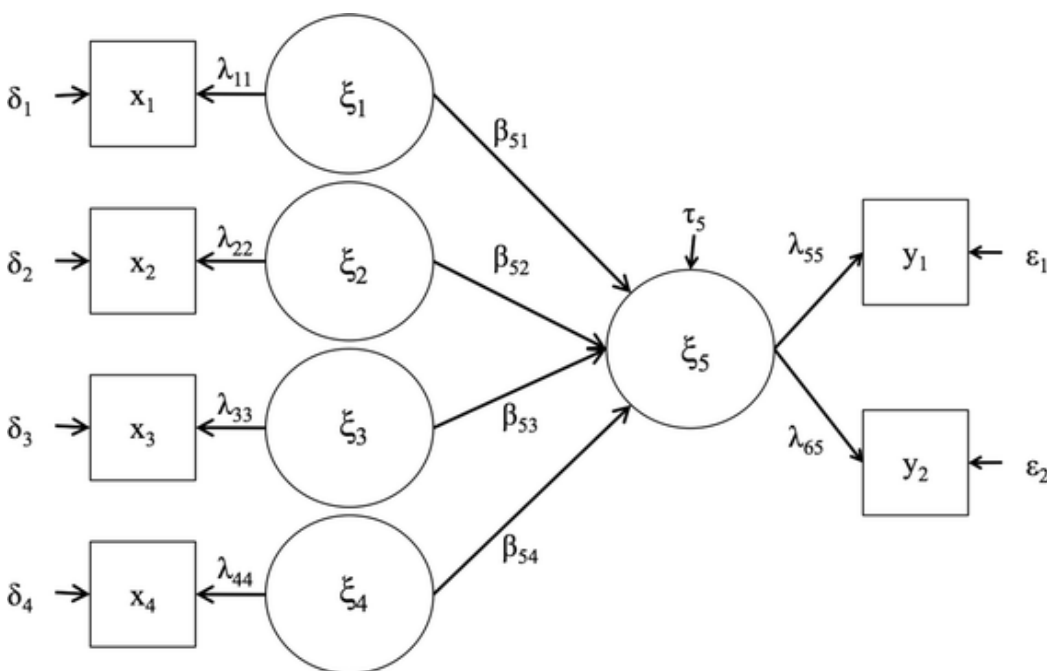 δ₁
x₁
λ₁₁
ξ₁
β₅₁
δ₂
x₂
λ₂₂
ξ₂
β₅₂
δ₃
x₃
λ₃₃
ξ₃
β₅₃
δ₄
x₄
λ₄₄
ξ₄
β₅₄
τ₅
ξ₅
λ₅₅
y₁
ε₁
λ₆₅
y₂
ε₂